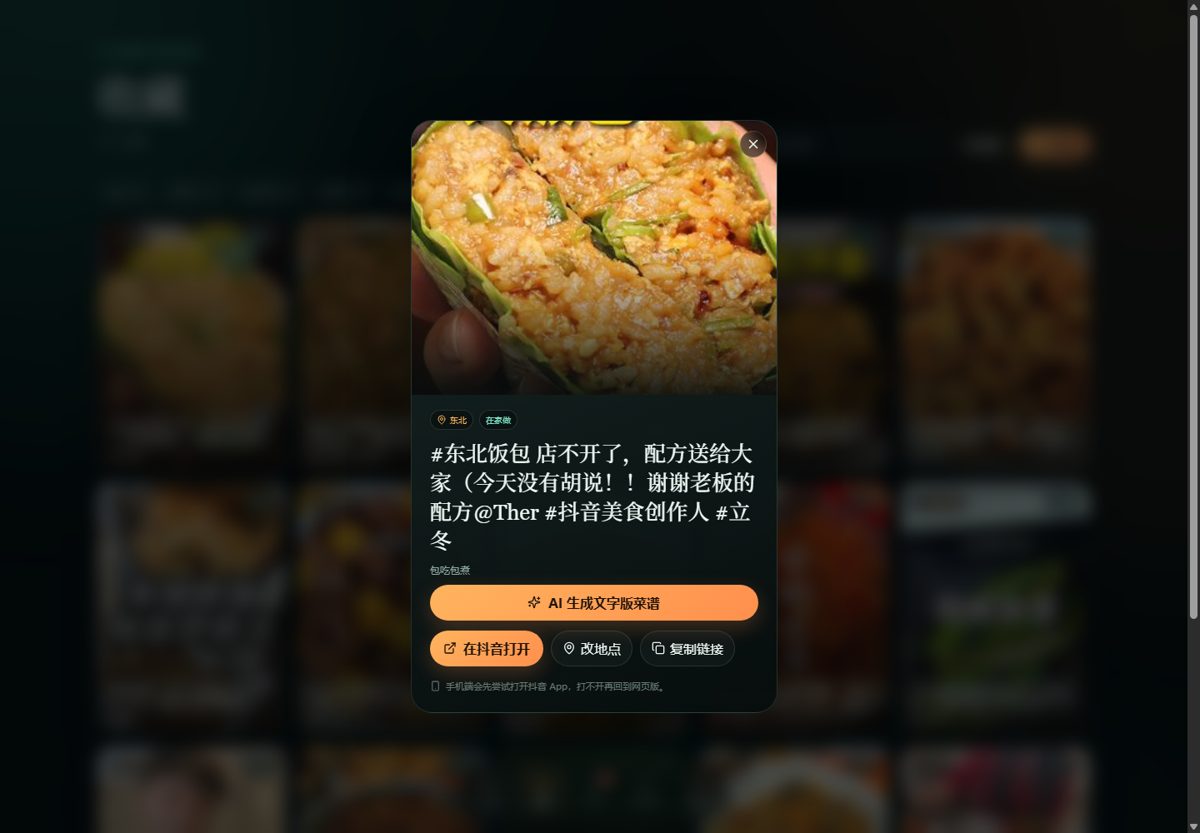 东北
在家做
#东北饭包 店不开了，配方送给大
家（今天没有胡说！！谢谢老板的
配方@Ther #抖音美食创作人 #立
冬
包吃包煮
AI 生成文字版菜谱
在抖音打开
改地点
复制链接
手机端会先尝试打开抖音 App，打不开再回到网页版。